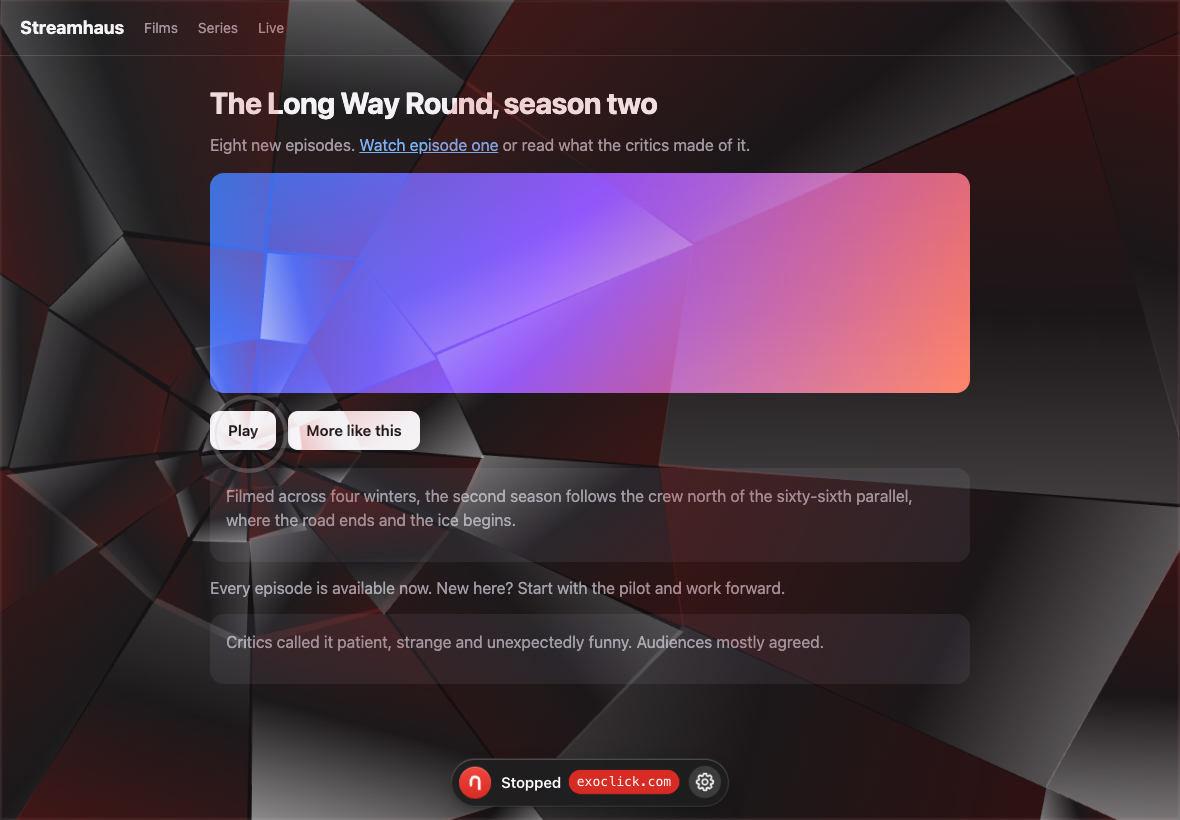 Streamhaus Films Series Live
The Long Way Round, season two
Eight new episodes. Watch episode one or read what the critics made of it.
Play More like this
Filmed across four winters, the second season follows the crew north of the sixty-sixth parallel,
where the road ends and the ice begins.
Every episode is available now. New here? Start with the pilot and work forward.
Critics called it patient, strange and unexpectedly funny. Audiences mostly agreed.
Stopped exoclick.com